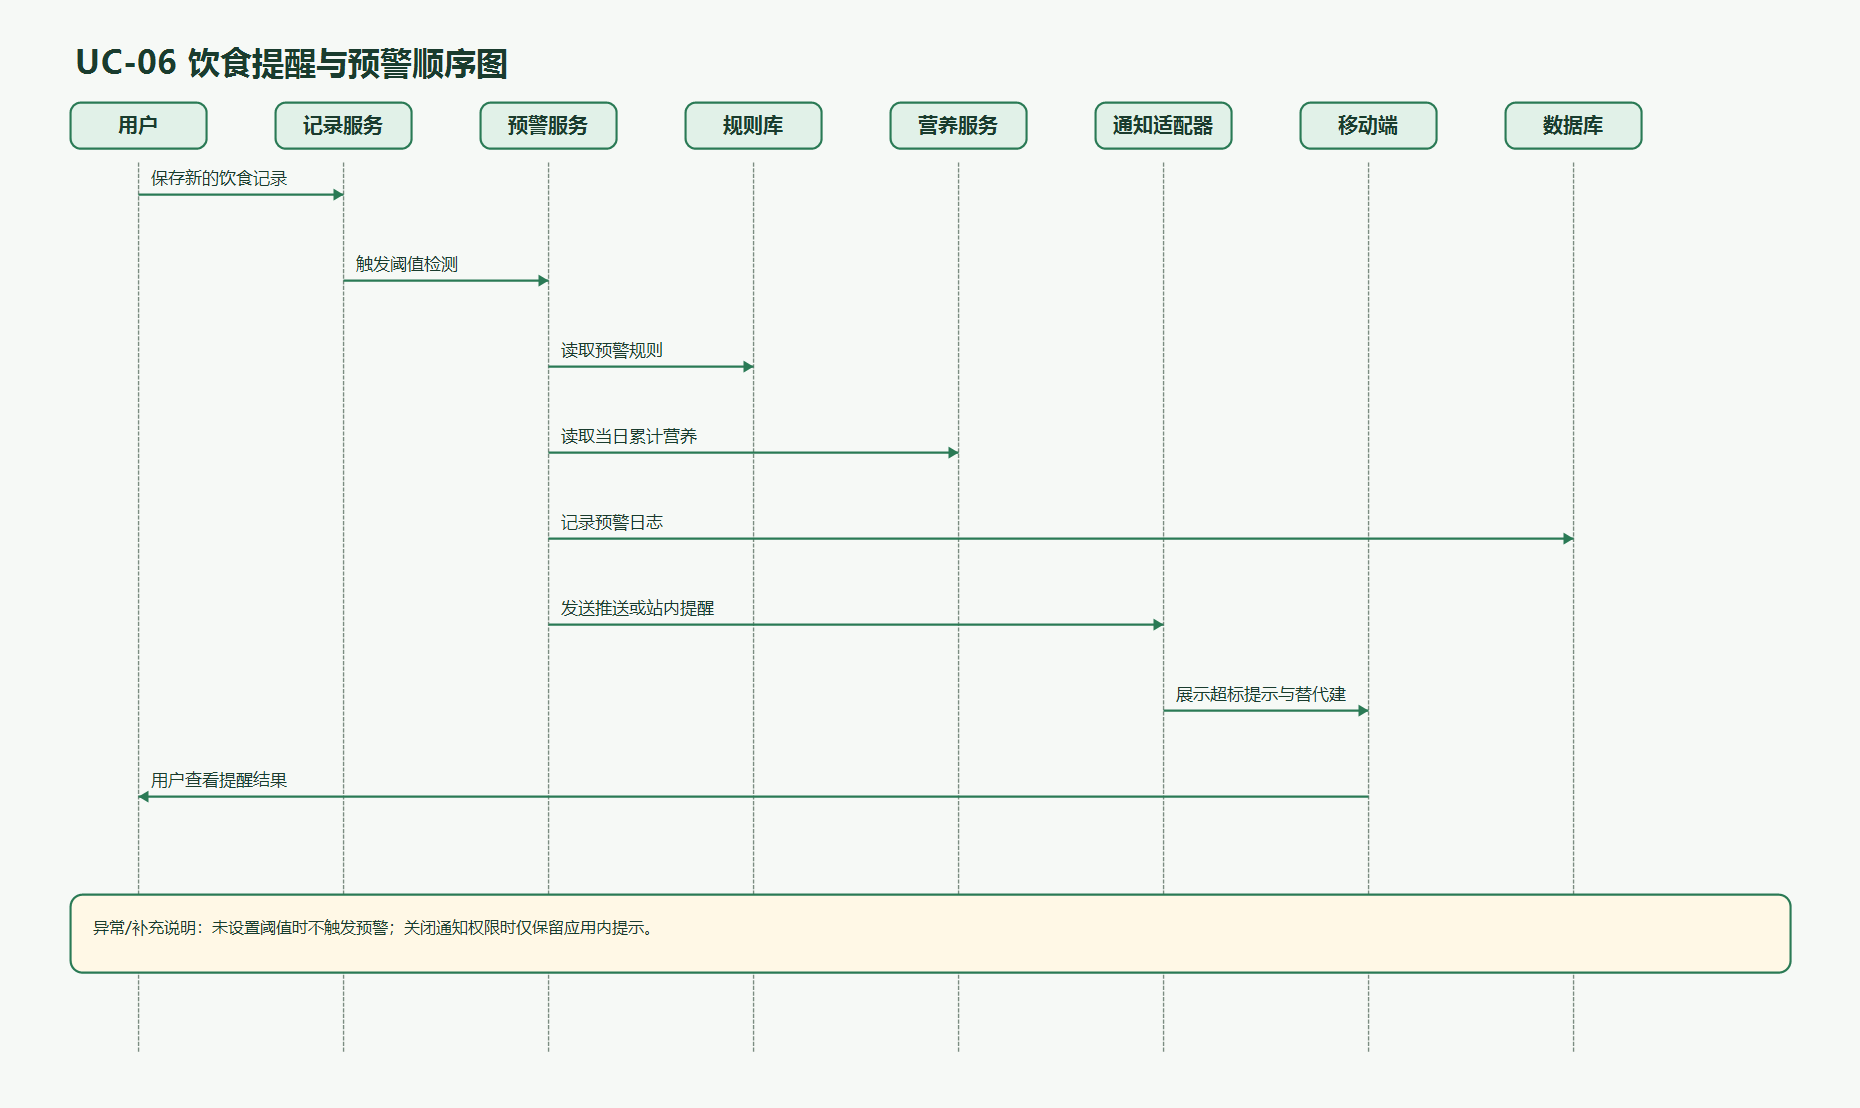 UC-06 饮食提醒与预警顺序图
用户
记录服务
预警服务
规则库
营养服务
通知适配器
移动端
数据库
保存新的饮食记录
触发阈值检测
读取预警规则
读取当日累计营养
记录预警日志
发送推送或站内提醒
展示超标提示与替代建
用户查看提醒结果
异常/补充说明：未设置阈值时不触发预警；关闭通知权限时仅保留应用内提示。